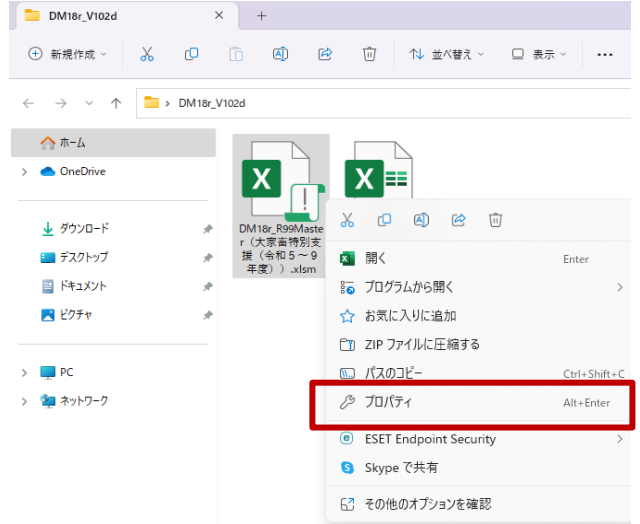 DM18r_V102d
新規作成
並べ替え
表示
DM18r_V102d
ホーム
OneDrive
ダウンロード
デスクトップ
ドキュメント
ピクチャ
PC
ネットワーク
DM18r_R99Maste
r（大家畜特別支
援（令和５～９
年度））.xlsm
開く Enter
プログラムから開く
お気に入りに追加
ZIP ファイルに圧縮する
パスのコピー Ctrl+Shift+C
プロパティ Alt+Enter
ESET Endpoint Security
Skype で共有
その他のオプションを確認